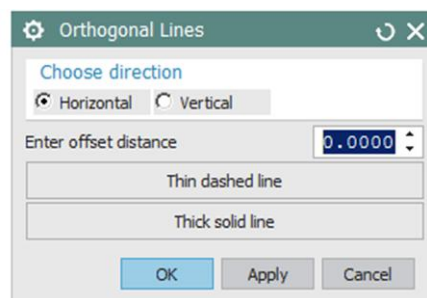 Orthogonal Lines
Choose direction
Horizontal Vertical
Enter offset distance 0.0000
Thin dashed line
Thick solid line
OK Apply Cancel